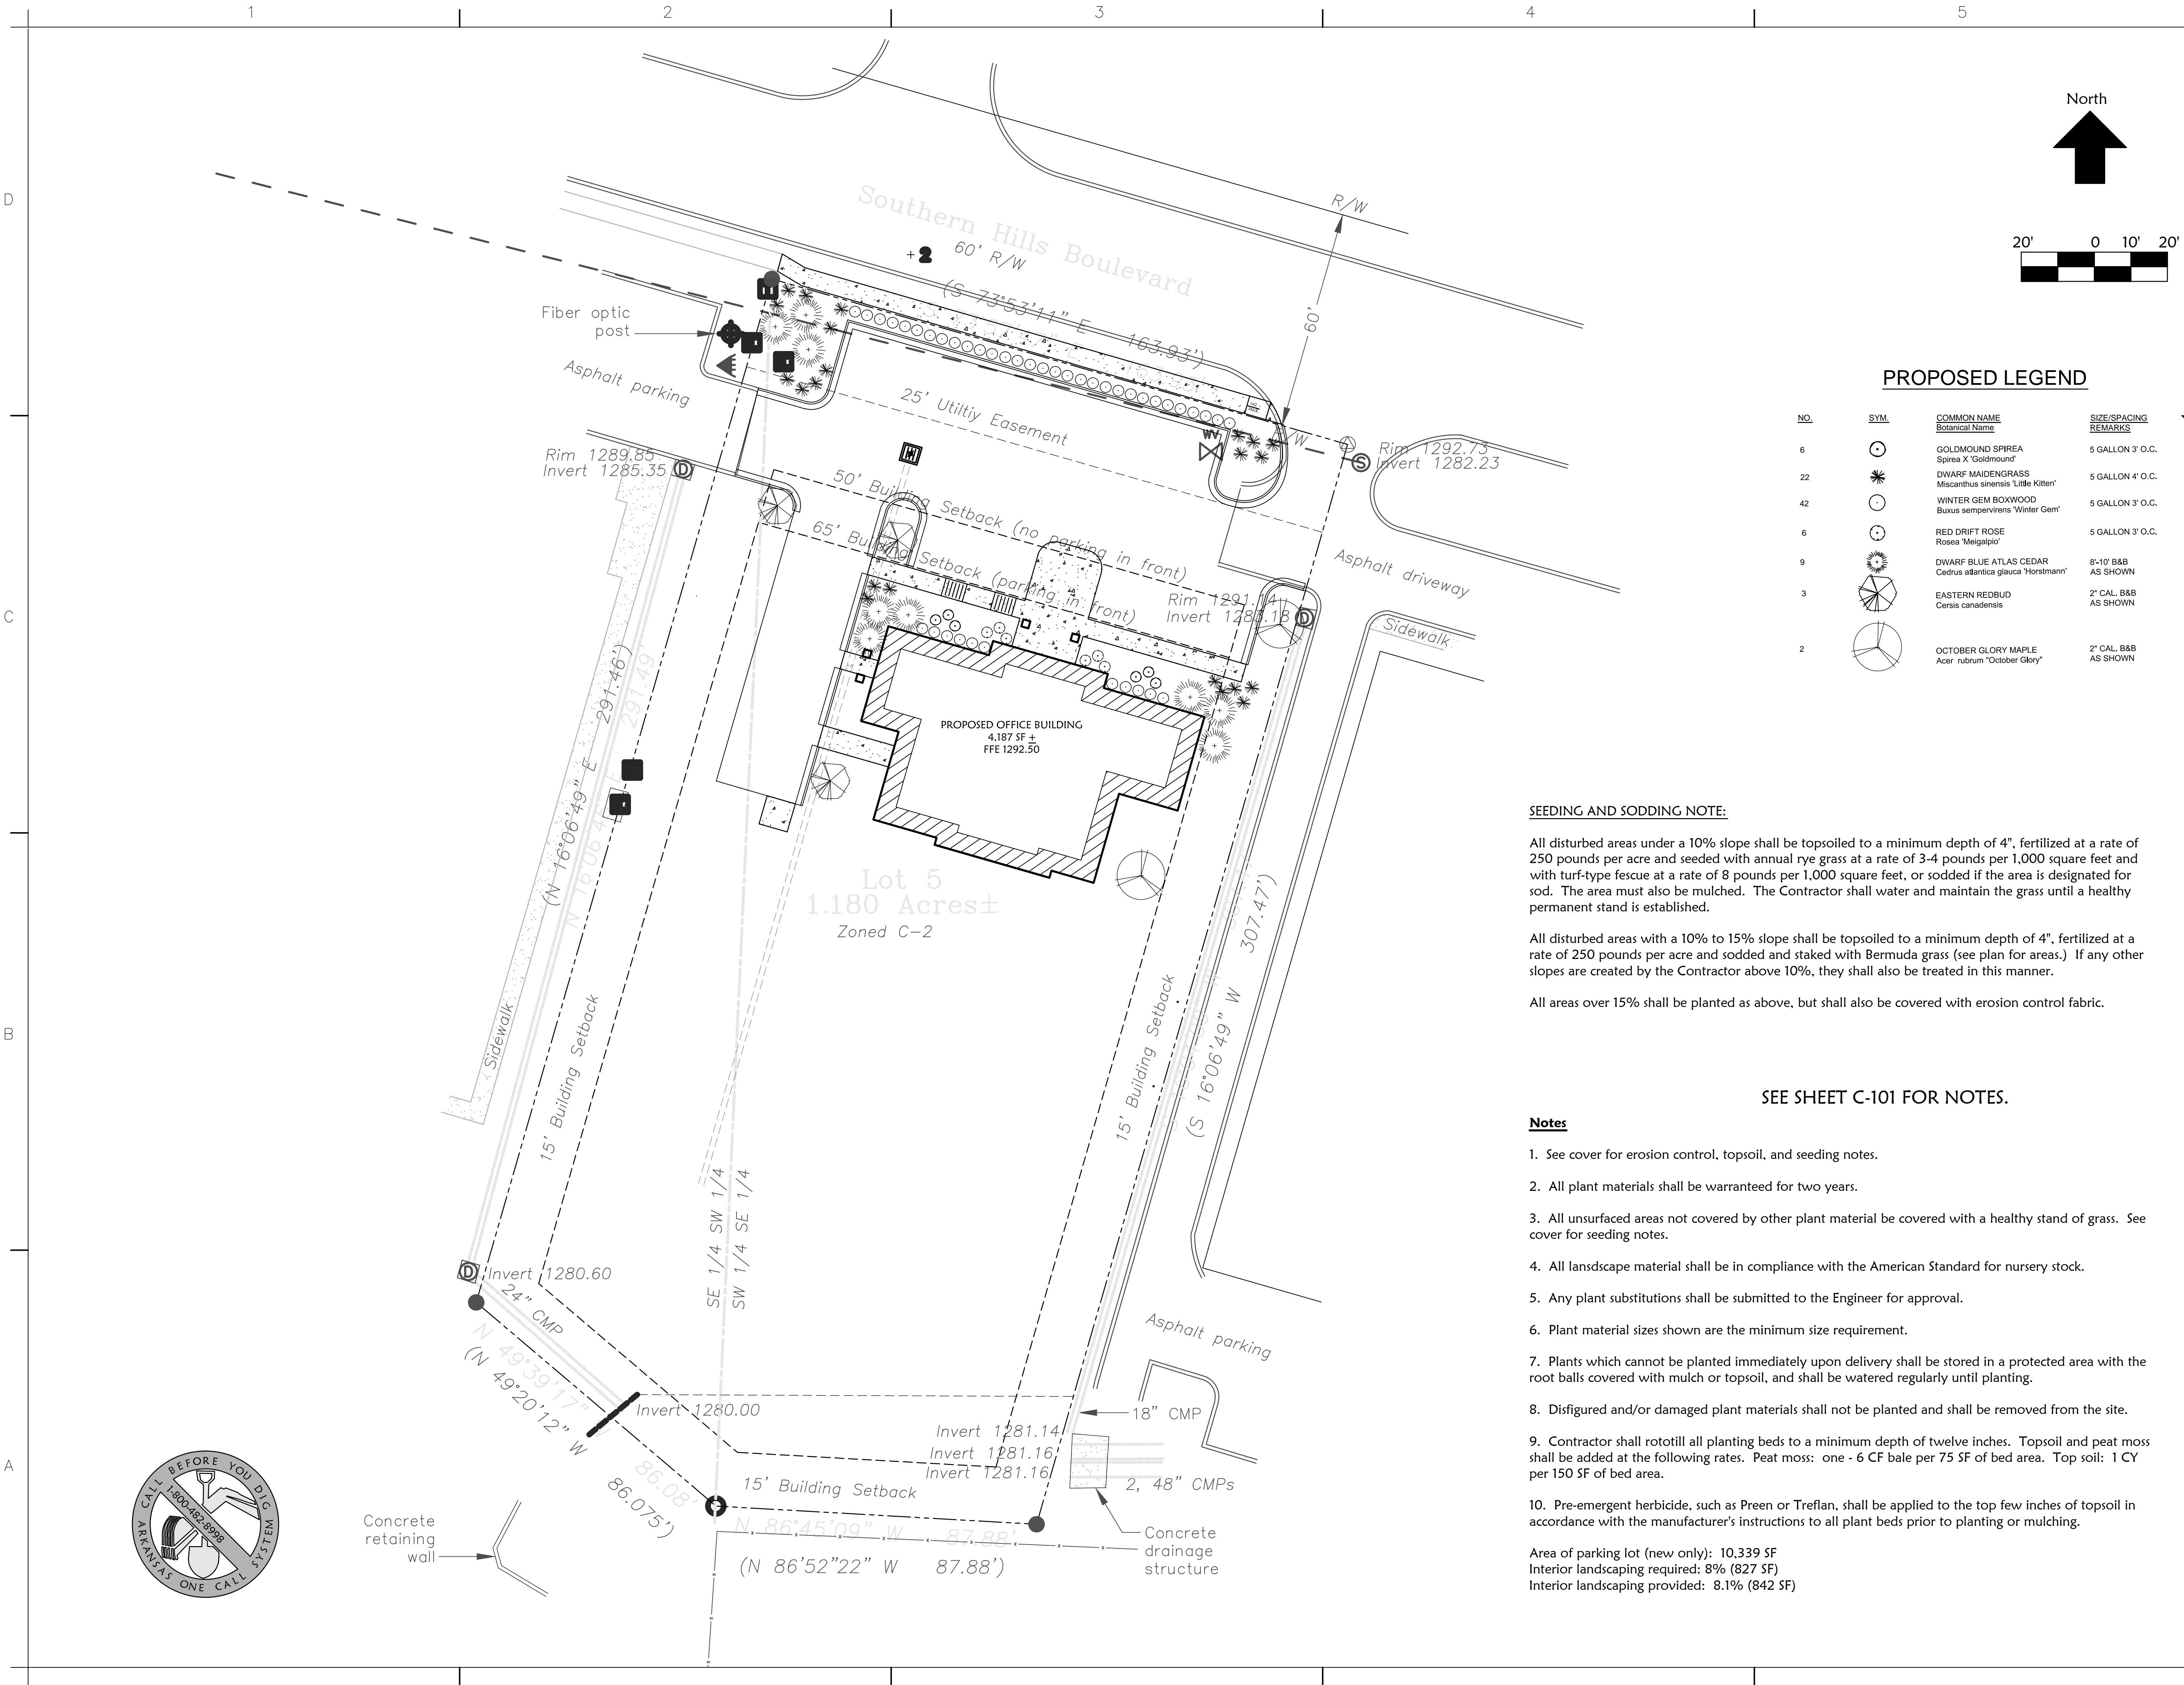 1
2
3
4
5
D
C
B
A
North
20'
0
10'
20'
R/W
Southern Hills Boulevard
60' R/W
+2
(S 73°53'11" E 163.93')
60'
Fiber optic
post
Asphalt parking
25' Utiltiy Easement
Rim 1292.73
Invert 1282.23
Rim 1289.85
Invert 1285.35
50' Building Setback (no parking in front)
65' Building Setback (parking in front)
Asphalt driveway
Rim 1291.14
Invert 1283.18
Sidewalk
PROPOSED OFFICE BUILDING
4,187 SF ±
FFE 1292.50
(N 16°06'49" E 291.46')
Lot 5
1.180 Acres±
Zoned C-2
(S 16°06'49" W 307.47')
15' Building Setback
15' Building Setback
Sidewalk
SE 1/4 SW 1/4
SW 1/4 SE 1/4
Invert 1280.60
24" CMP
N 49°39'17" W 86.08'
(N 49°20'12" W 86.075')
Invert 1280.00
Asphalt parking
18" CMP
Invert 1281.14
Invert 1281.16
Invert 1281.16
2, 48" CMPs
15' Building Setback
N 86°45'09" W 87.88'
(N 86°52"22" W 87.88')
Concrete
drainage
structure
Concrete
retaining
wall
CALL BEFORE YOU DIG
1-800-482-8998
ARKANSAS ONE CALL SYSTEM
PROPOSED LEGEND
NO. SYM. COMMON NAME SIZE/SPACING
Botanical Name REMARKS
6 GOLDMOUND SPIREA 5 GALLON 3' O.C.
Spirea X 'Goldmound'
22 DWARF MAIDENGRASS 5 GALLON 4' O.C.
Miscanthus sinensis 'Little Kitten'
42 WINTER GEM BOXWOOD 5 GALLON 3' O.C.
Buxus sempervirens 'Winter Gem'
6 RED DRIFT ROSE 5 GALLON 3' O.C.
Rosea 'Meigalpio'
9 DWARF BLUE ATLAS CEDAR 8'-10' B&B
Cedrus atlantica glauca 'Horstmann' AS SHOWN
3 EASTERN REDBUD 2" CAL, B&B
Cersis canadensis AS SHOWN
2 OCTOBER GLORY MAPLE 2" CAL, B&B
Acer rubrum "October Glory" AS SHOWN
SEEDING AND SODDING NOTE:
All disturbed areas under a 10% slope shall be topsoiled to a minimum depth of 4", fertilized at a rate of
250 pounds per acre and seeded with annual rye grass at a rate of 3-4 pounds per 1,000 square feet and
with turf-type fescue at a rate of 8 pounds per 1,000 square feet, or sodded if the area is designated for
sod. The area must also be mulched. The Contractor shall water and maintain the grass until a healthy
permanent stand is established.
All disturbed areas with a 10% to 15% slope shall be topsoiled to a minimum depth of 4", fertilized at a
rate of 250 pounds per acre and sodded and staked with Bermuda grass (see plan for areas.) If any other
slopes are created by the Contractor above 10%, they shall also be treated in this manner.
All areas over 15% shall be planted as above, but shall also be covered with erosion control fabric.
SEE SHEET C-101 FOR NOTES.
Notes
1. See cover for erosion control, topsoil, and seeding notes.
2. All plant materials shall be warranteed for two years.
3. All unsurfaced areas not covered by other plant material be covered with a healthy stand of grass. See
cover for seeding notes.
4. All lansdscape material shall be in compliance with the American Standard for nursery stock.
5. Any plant substitutions shall be submitted to the Engineer for approval.
6. Plant material sizes shown are the minimum size requirement.
7. Plants which cannot be planted immediately upon delivery shall be stored in a protected area with the
root balls covered with mulch or topsoil, and shall be watered regularly until planting.
8. Disfigured and/or damaged plant materials shall not be planted and shall be removed from the site.
9. Contractor shall rototill all planting beds to a minimum depth of twelve inches. Topsoil and peat moss
shall be added at the following rates. Peat moss: one - 6 CF bale per 75 SF of bed area. Top soil: 1 CY
per 150 SF of bed area.
10. Pre-emergent herbicide, such as Preen or Treflan, shall be applied to the top few inches of topsoil in
accordance with the manufacturer's instructions to all plant beds prior to planting or mulching.
Area of parking lot (new only): 10,339 SF
Interior landscaping required: 8% (827 SF)
Interior landscaping provided: 8.1% (842 SF)